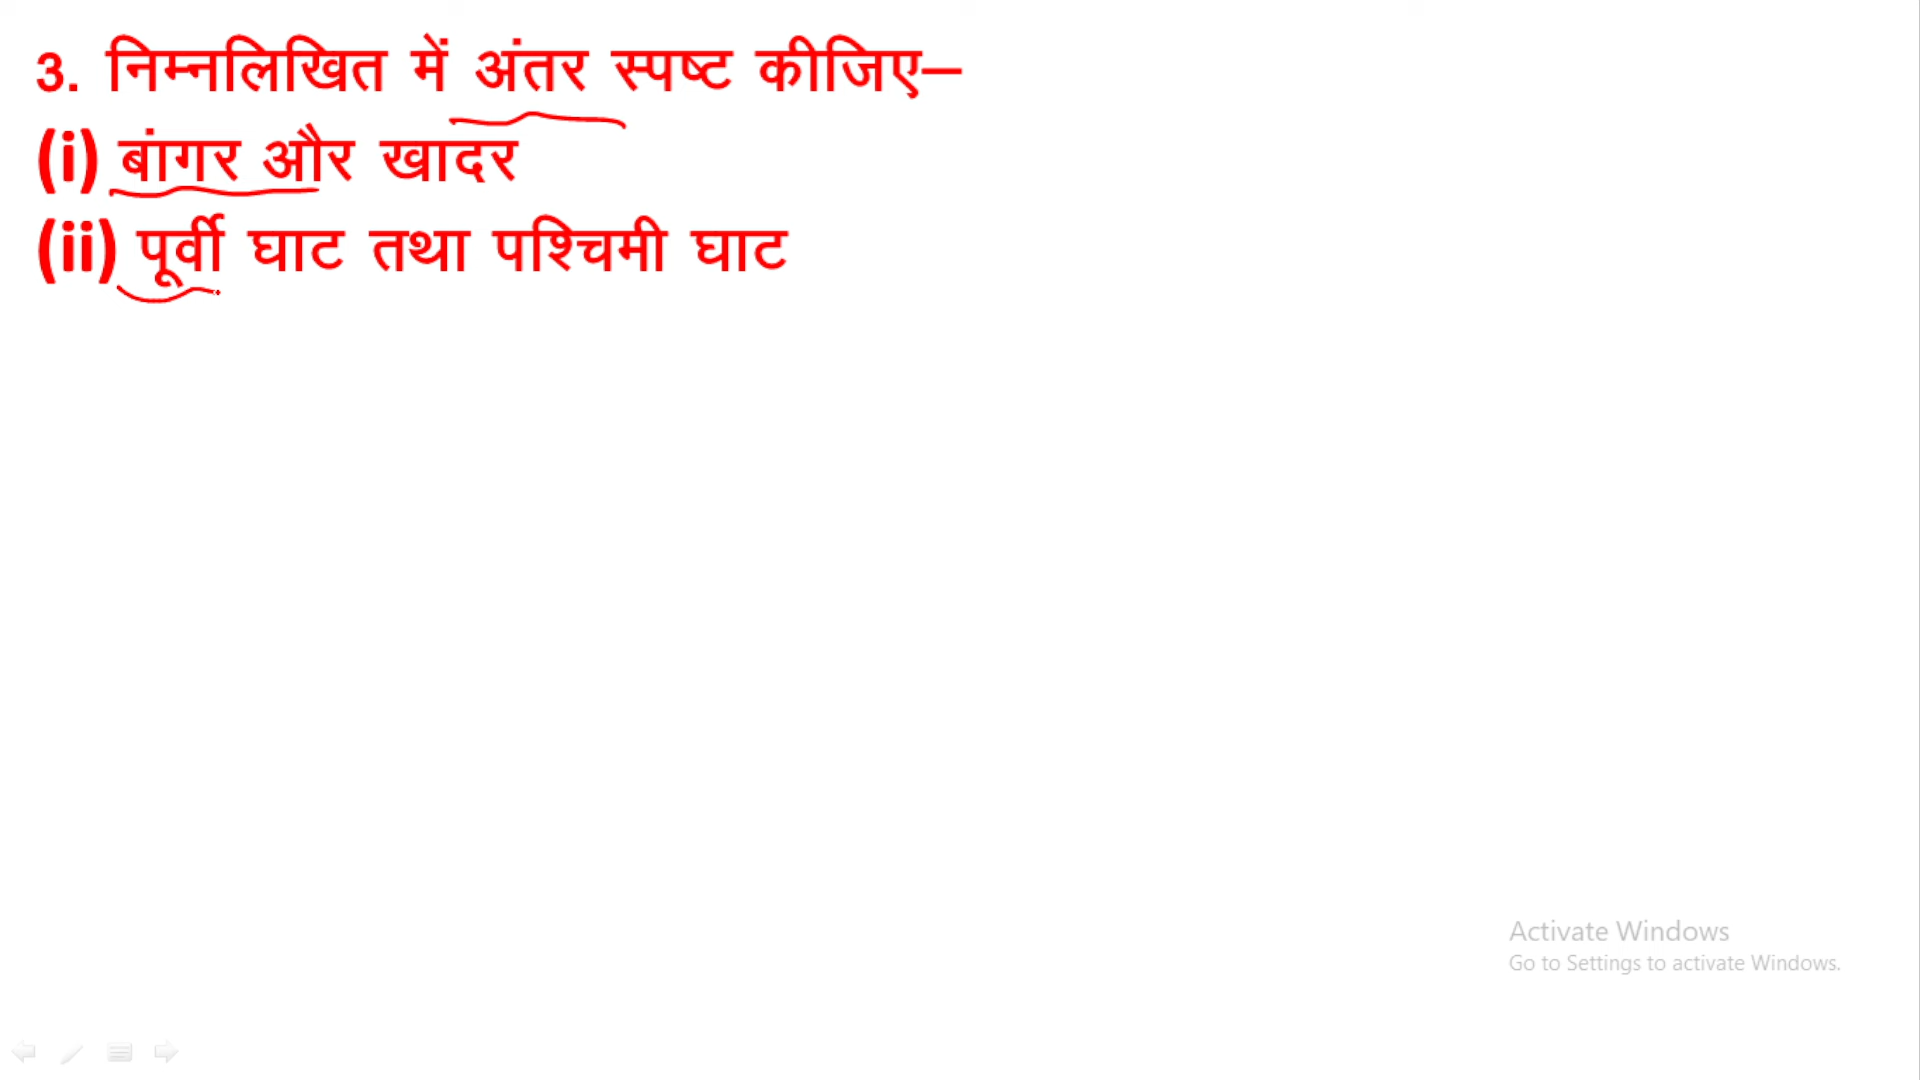 3. निम्नलिखित में अंतर स्पष्ट कीजिए–
(i) बांगर और खादर
(ii) पूर्वी घाट तथा पश्चिमी घाट
Activate Windows
Go to Settings to activate Windows.